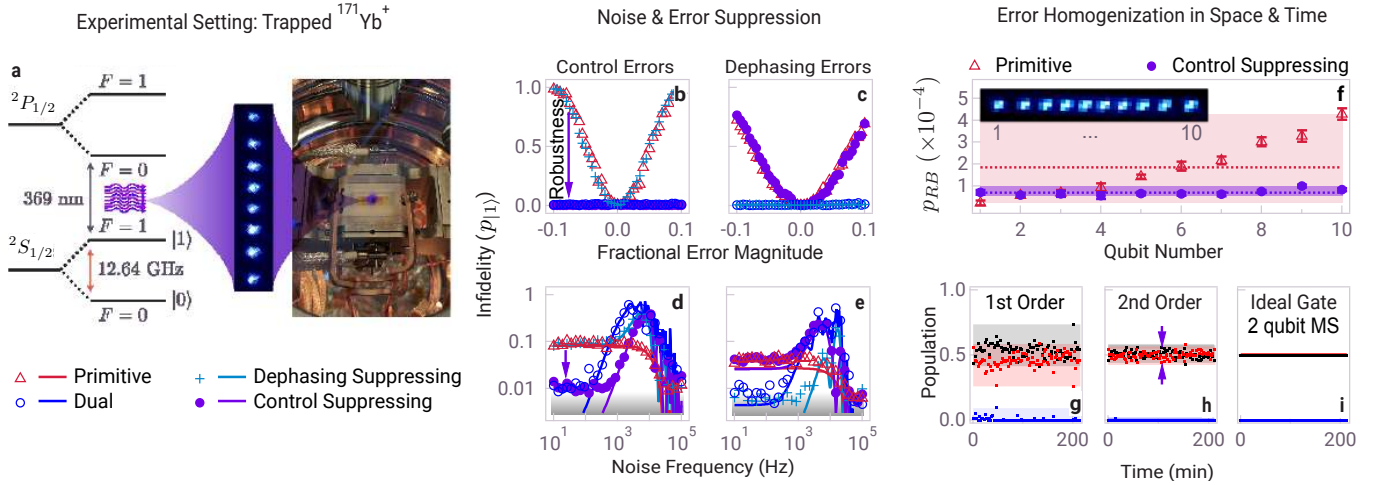 Experimental Setting: Trapped ¹⁷¹Yb⁺
Noise & Error Suppression
Error Homogenization in Space & Time
a
F = 1
²P₁/₂
F = 0
369 nm
F = 1
|1⟩
²S₁/₂
12.64 GHz
|0⟩
F = 0
Primitive
Dual
Dephasing Suppressing
Control Suppressing
Control Errors
Dephasing Errors
b
c
Robustness
1.0
0.5
0.0
-0.1 0.0 0.1
-0.1 0.0 0.1
Fractional Error Magnitude
Infidelity (p|1⟩)
d
e
1
0.1
0.01
10¹ 10³ 10⁵
10¹ 10³ 10⁵
Noise Frequency (Hz)
Primitive
Control Suppressing
f
pRB (×10⁻⁴)
5
4
3
2
1
1 ... 10
2 4 6 8 10
Qubit Number
Population
1.0
0.5
0.0
1st Order
g
2nd Order
h
Ideal Gate
2 qubit MS
i
0 200
0 200
0 200
Time (min)